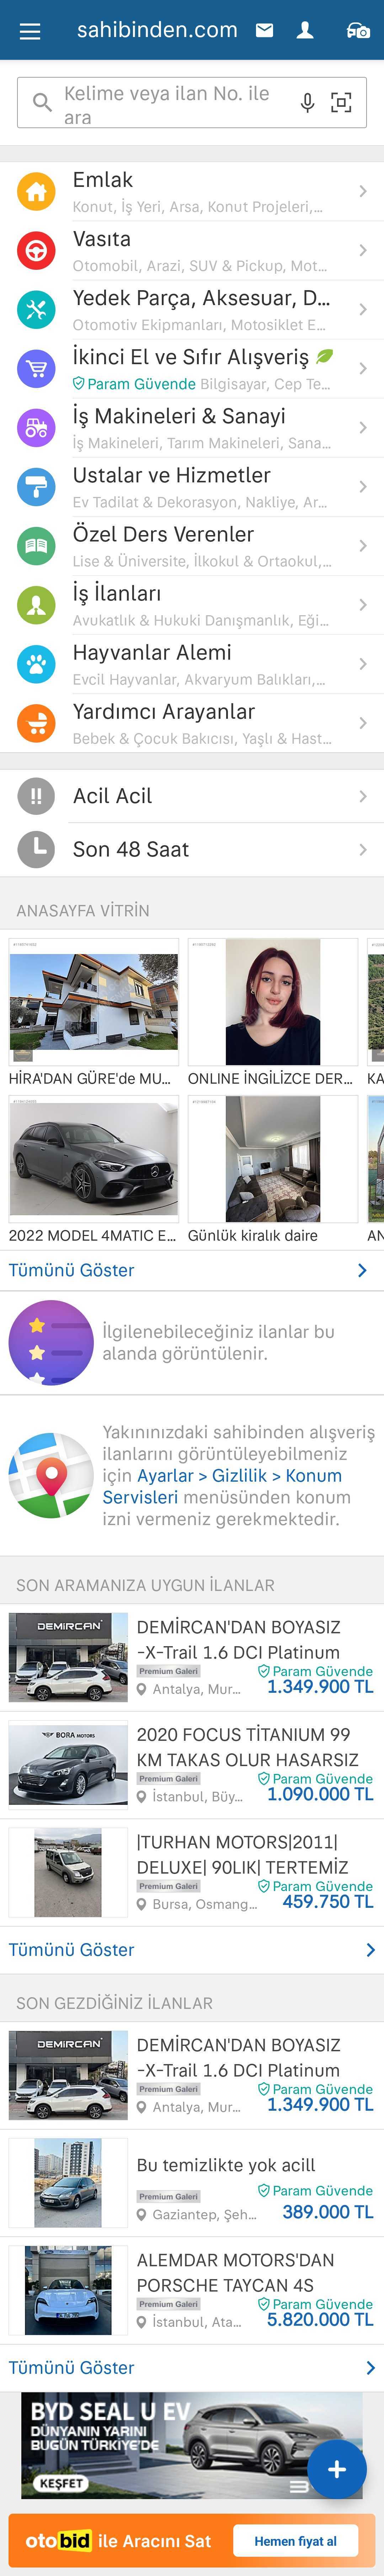 sahibinden.com
Kelime veya ilan No. ile
ara
Emlak
Konut, İş Yeri, Arsa, Konut Projeleri,...
Vasıta
Otomobil, Arazi, SUV & Pickup, Mot...
Yedek Parça, Aksesuar, D...
Otomotiv Ekipmanları, Motosiklet E...
İkinci El ve Sıfır Alışveriş
Param Güvende Bilgisayar, Cep Te...
İş Makineleri & Sanayi
İş Makineleri, Tarım Makineleri, Sana...
Ustalar ve Hizmetler
Ev Tadilat & Dekorasyon, Nakliye, Ar...
Özel Ders Verenler
Lise & Üniversite, İlkokul & Ortaokul,...
İş İlanları
Avukatlık & Hukuki Danışmanlık, Eği...
Hayvanlar Alemi
Evcil Hayvanlar, Akvaryum Balıkları,...
Yardımcı Arayanlar
Bebek & Çocuk Bakıcısı, Yaşlı & Hast...
Acil Acil
Son 48 Saat
ANASAYFA VİTRİN
HİRA'DAN GÜRE'de MU... ONLINE İNGİLİZCE DER... KA
2022 MODEL 4MATIC E... Günlük kiralık daire AN
Tümünü Göster
İlgilenebileceğiniz ilanlar bu
alanda görüntülenir.
Yakınınızdaki sahibinden alışveriş
ilanlarını görüntüleyebilmeniz
için Ayarlar > Gizlilik > Konum
Servisleri menüsünden konum
izni vermeniz gerekmektedir.
SON ARAMANIZA UYGUN İLANLAR
DEMİRCAN
DEMİRCAN'DAN BOYASIZ
-X-Trail 1.6 DCI Platinum
Premium Galeri Param Güvende
Antalya, Mur... 1.349.900 TL
BORA MOTORS
2020 FOCUS TİTANIUM 99
KM TAKAS OLUR HASARSIZ
Premium Galeri Param Güvende
İstanbul, Büy... 1.090.000 TL
|TURHAN MOTORS|2011|
DELUXE| 90LIK| TERTEMİZ
Premium Galeri Param Güvende
Bursa, Osmang... 459.750 TL
Tümünü Göster
SON GEZDİĞİNİZ İLANLAR
DEMİRCAN
DEMİRCAN'DAN BOYASIZ
-X-Trail 1.6 DCI Platinum
Premium Galeri Param Güvende
Antalya, Mur... 1.349.900 TL
Bu temizlikte yok acill
Premium Galeri Param Güvende
Gaziantep, Şeh... 389.000 TL
ALEMDAR MOTORS'DAN
PORSCHE TAYCAN 4S
Premium Galeri Param Güvende
İstanbul, Ata... 5.820.000 TL
Tümünü Göster
BYD SEAL U EV
DÜNYANIN YARINI
BUGÜN TÜRKİYE'DE
KEŞFET
otobid ile Aracını Sat Hemen fiyat al